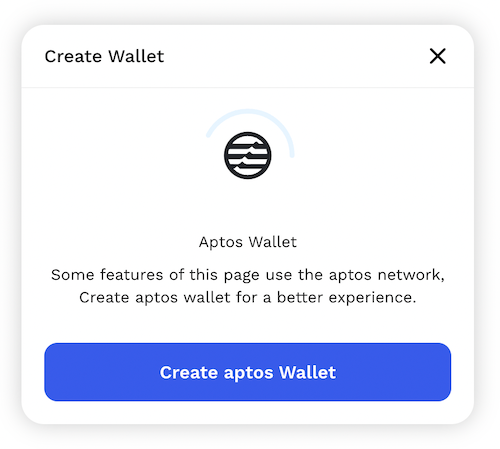 Create Wallet
Aptos Wallet
Some features of this page use the aptos network,
Create aptos wallet for a better experience.
Create aptos Wallet